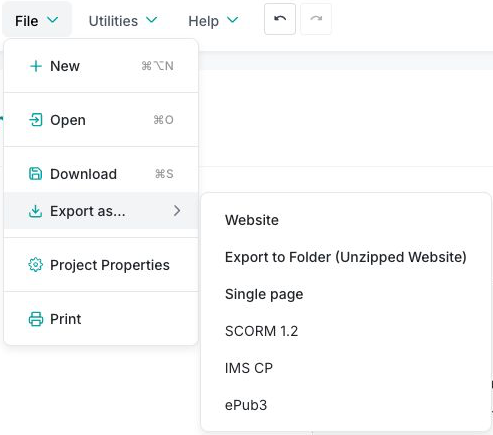 File Utilities Help
New ⌘⌥N
Open ⌘O
Download ⌘S
Export as...
Project Properties
Print
Website
Export to Folder (Unzipped Website)
Single page
SCORM 1.2
IMS CP
ePub3